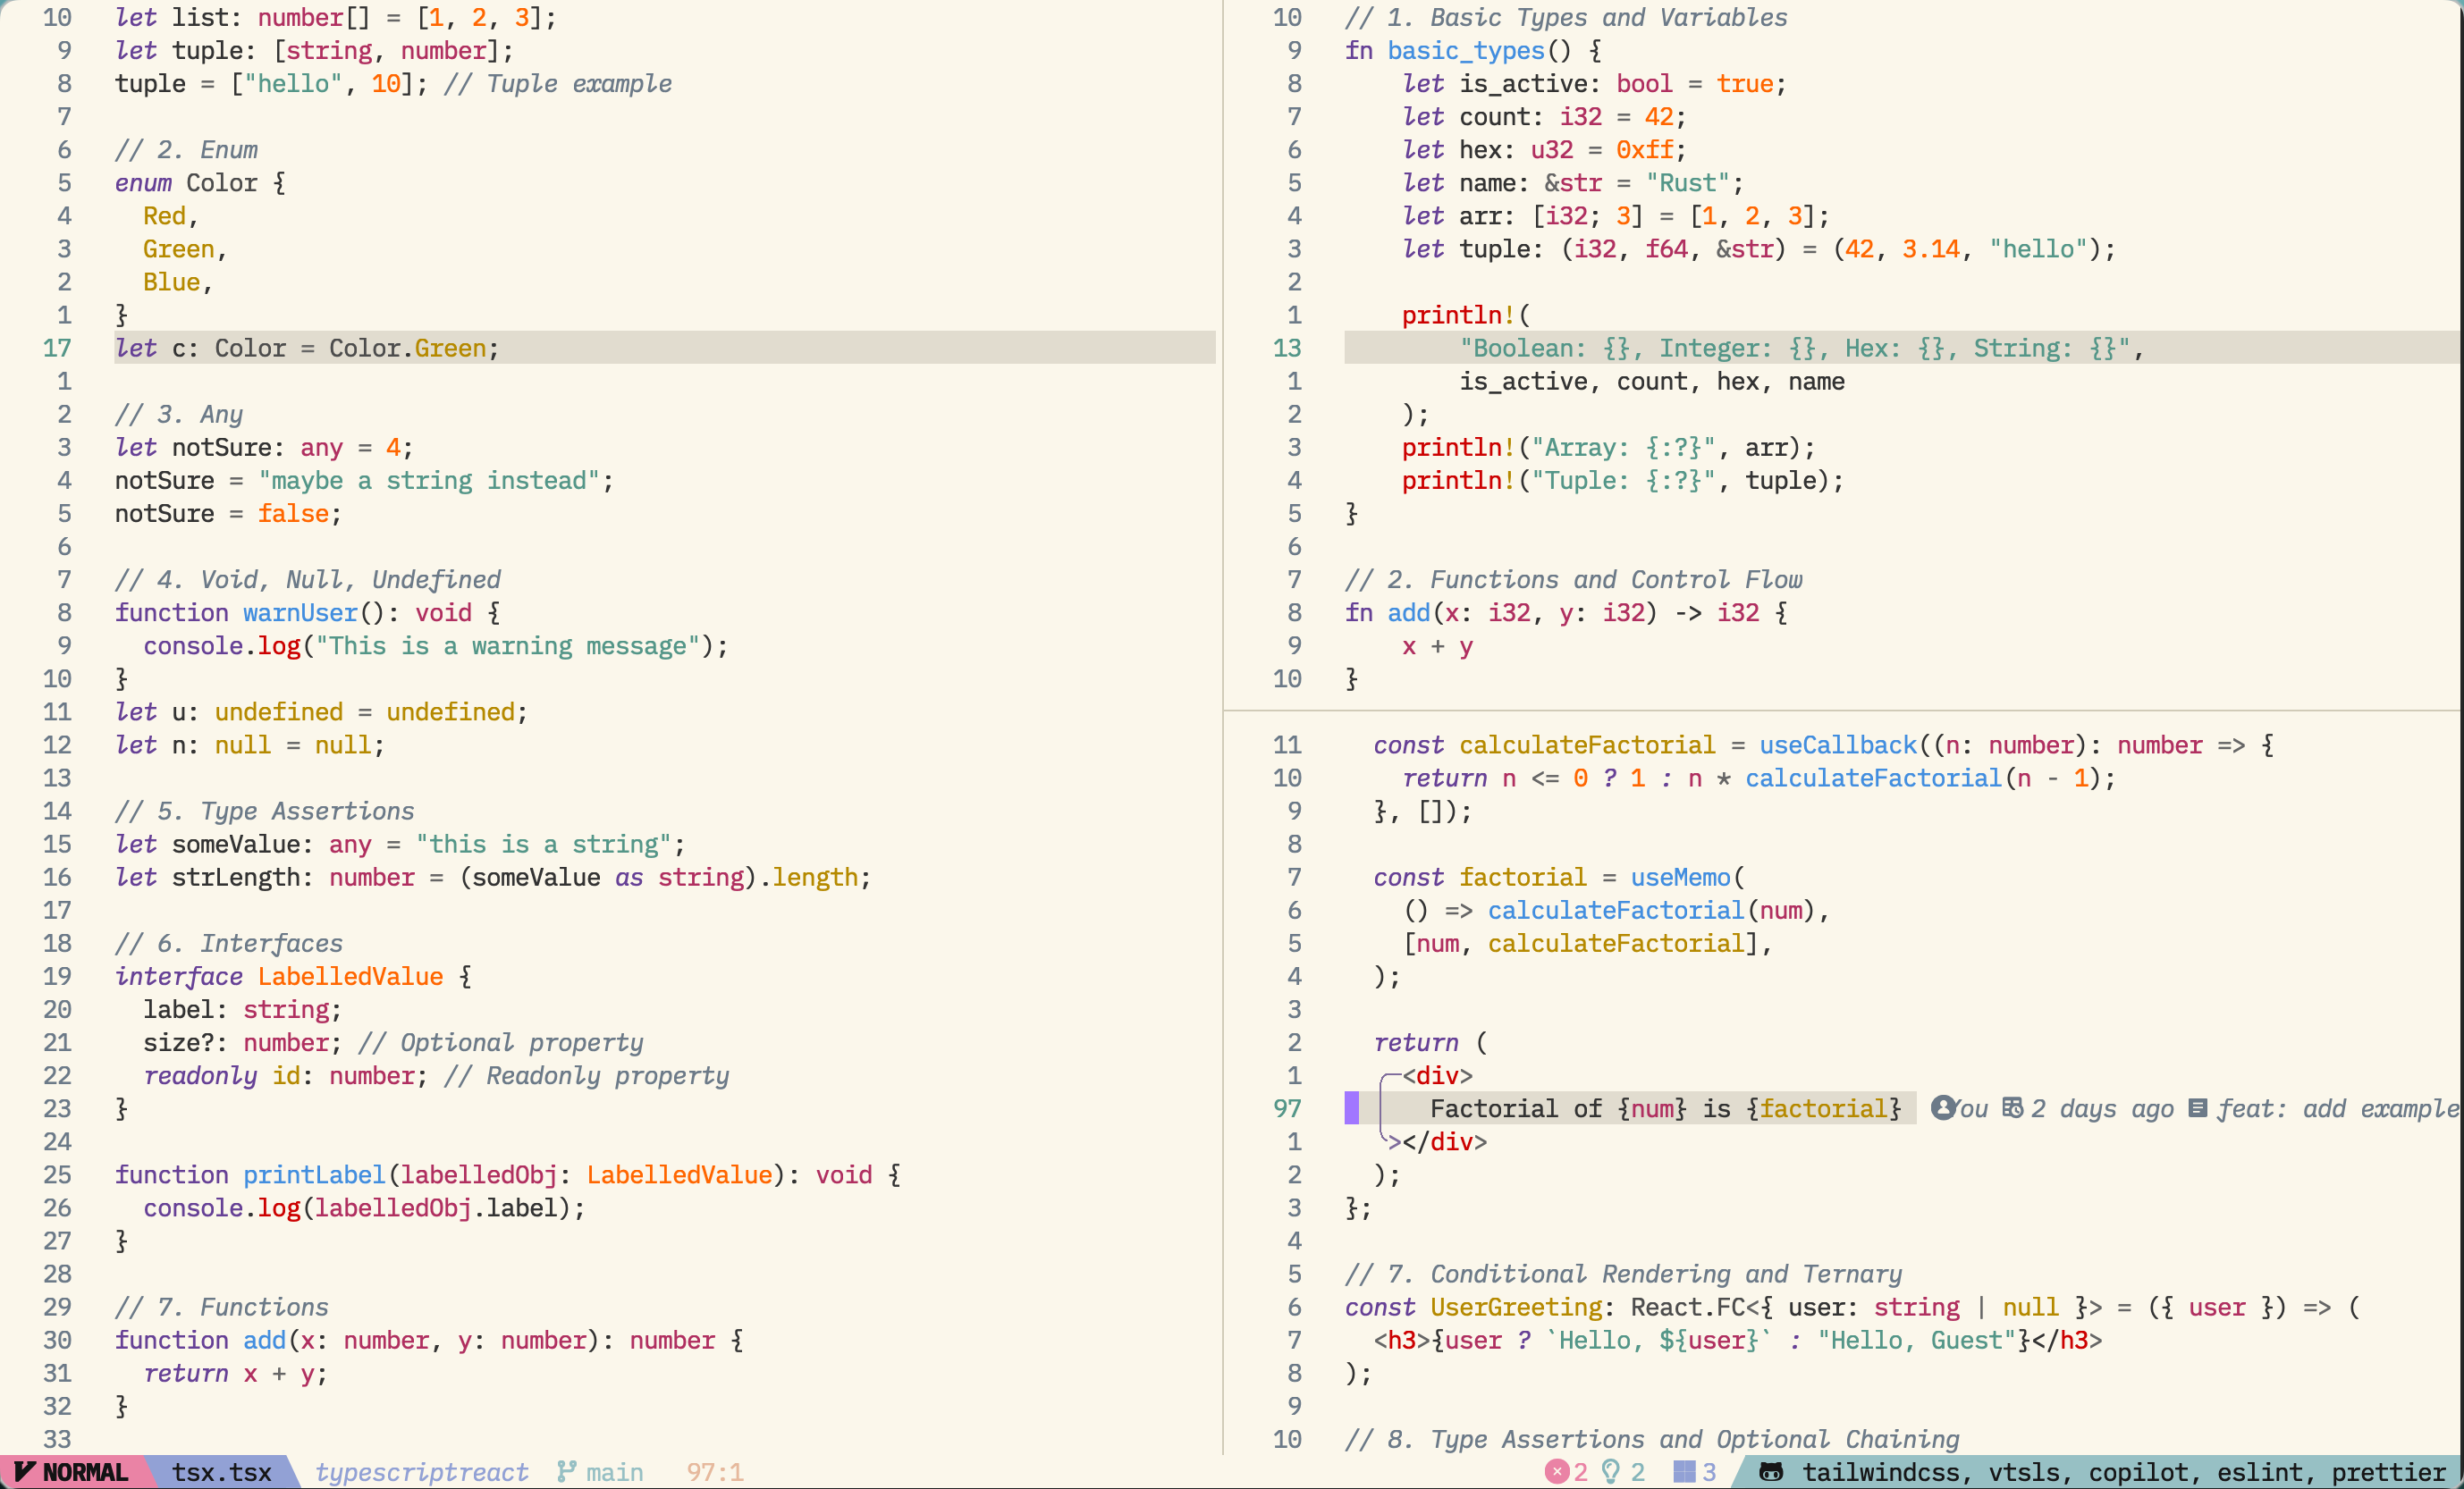 10 let list: number[] = [1, 2, 3];
9 let tuple: [string, number];
8 tuple = ["hello", 10]; // Tuple example
7
6 // 2. Enum
5 enum Color {
4   Red,
3   Green,
2   Blue,
1 }
17 let c: Color = Color.Green;
1
2 // 3. Any
3 let notSure: any = 4;
4 notSure = "maybe a string instead";
5 notSure = false;
6
7 // 4. Void, Null, Undefined
8 function warnUser(): void {
9   console.log("This is a warning message");
10 }
11 let u: undefined = undefined;
12 let n: null = null;
13
14 // 5. Type Assertions
15 let someValue: any = "this is a string";
16 let strLength: number = (someValue as string).length;
17
18 // 6. Interfaces
19 interface LabelledValue {
20   label: string;
21   size?: number; // Optional property
22   readonly id: number; // Readonly property
23 }
24
25 function printLabel(labelledObj: LabelledValue): void {
26   console.log(labelledObj.label);
27 }
28
29 // 7. Functions
30 function add(x: number, y: number): number {
31   return x + y;
32 }
33
10 // 1. Basic Types and Variables
9 fn basic_types() {
8     let is_active: bool = true;
7     let count: i32 = 42;
6     let hex: u32 = 0xff;
5     let name: &str = "Rust";
4     let arr: [i32; 3] = [1, 2, 3];
3     let tuple: (i32, f64, &str) = (42, 3.14, "hello");
2
1     println!(
13         "Boolean: {}, Integer: {}, Hex: {}, String: {}",
1         is_active, count, hex, name
2     );
3     println!("Array: {:?}", arr);
4     println!("Tuple: {:?}", tuple);
5 }
6
7 // 2. Functions and Control Flow
8 fn add(x: i32, y: i32) -> i32 {
9     x + y
10 }
11   const calculateFactorial = useCallback((n: number): number => {
10     return n <= 0 ? 1 : n * calculateFactorial(n - 1);
9   }, []);
8
7   const factorial = useMemo(
6     () => calculateFactorial(num),
5     [num, calculateFactorial],
4   );
3
2   return (
1     <div>
97       Factorial of {num} is {factorial} You 2 days ago feat: add example
1     ></div>
2   );
3 };
4
5 // 7. Conditional Rendering and Ternary
6 const UserGreeting: React.FC<{ user: string | null }> = ({ user }) => (
7   <h3>{user ? `Hello, ${user}` : "Hello, Guest"}</h3>
8 );
9
10 // 8. Type Assertions and Optional Chaining
NORMAL tsx.tsx typescriptreact main 97:1 2 2 3 tailwindcss, vtsls, copilot, eslint, prettier